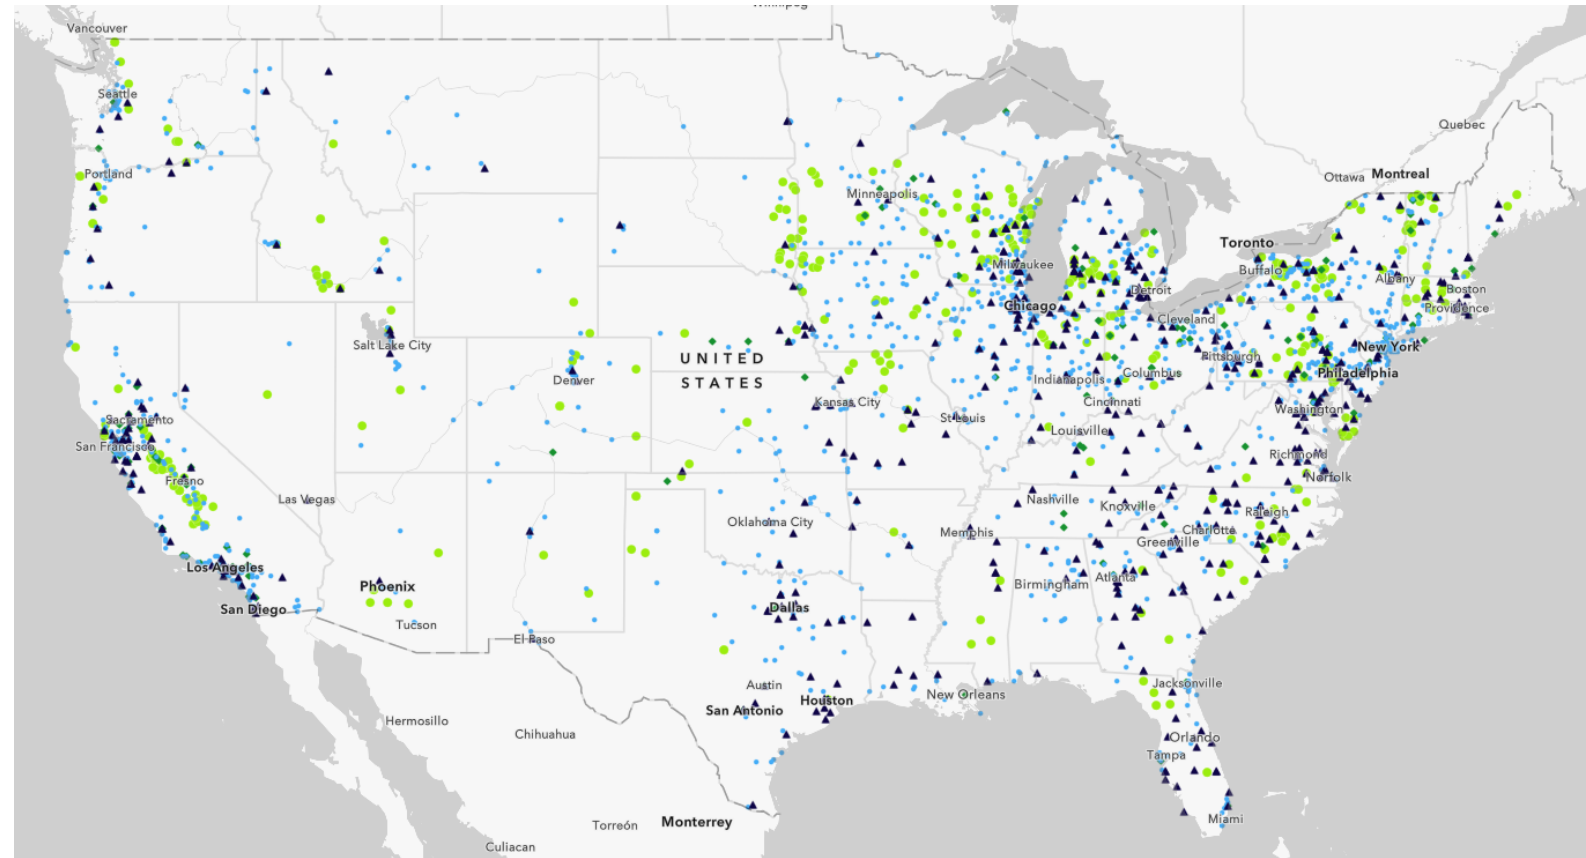 Winnipeg
Vancouver
Seattle
Quebec
Portland
Minneapolis
Ottawa
Montreal
Toronto
Milwaukee
Buffalo
Albany
Detroit
Boston
Chicago
Providence
Cleveland
Salt Lake City
New York
UNITED
STATES
Pittsburgh
Denver
Indianapolis
Columbus
Philadelphia
Kansas City
Cincinnati
Washington
Sacramento
St Louis
Louisville
San Francisco
Richmond
Fresno
Norfolk
Las Vegas
Nashville
Knoxville
Raleigh
Oklahoma City
Memphis
Charlotte
Greenville
Los Angeles
Phoenix
Birmingham
Atlanta
San Diego
Dallas
Tucson
El Paso
Austin
Jacksonville
New Orleans
Houston
San Antonio
Hermosillo
Chihuahua
Orlando
Tampa
Miami
Torreón
Monterrey
Culiacan